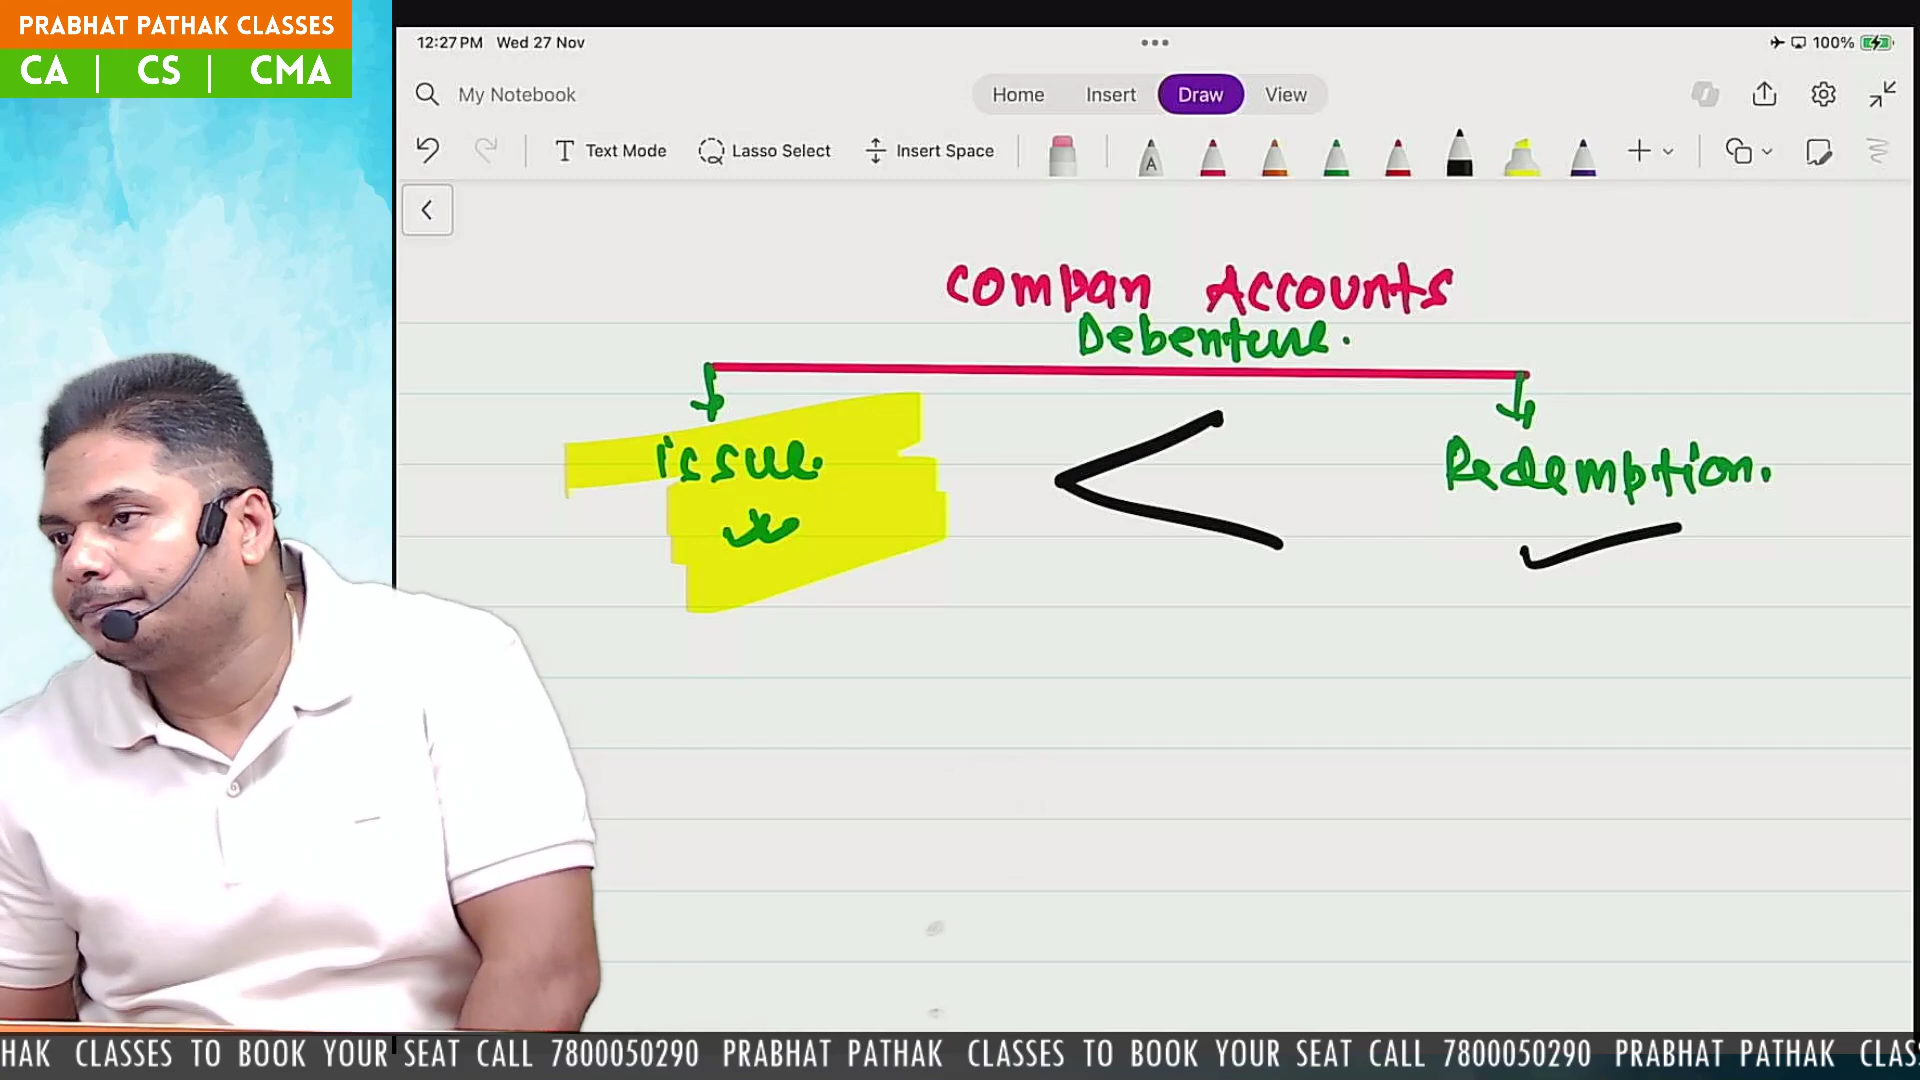 PRABHAT PATHAK CLASSES
CA | CS | CMA
12:27 PM Wed 27 Nov
100%
My Notebook
Home Insert Draw View
Text Mode Lasso Select Insert Space
A
Compan Accounts
Debenture.
issue. Redemption.
HAK CLASSES TO BOOK YOUR SEAT CALL 7800050290 PRABHAT PATHAK CLASSES TO BOOK YOUR SEAT CALL 7800050290 PRABHAT PATHAK CLAS